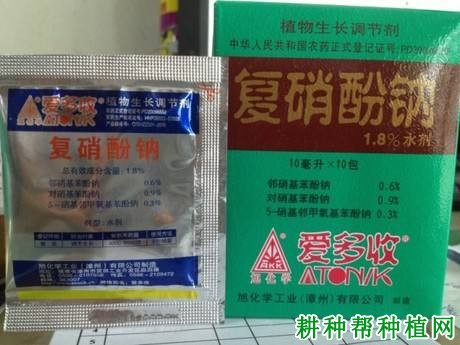 植物生长调节剂
爱多收
ATONIK
复硝酚钠
总有效成分含量：1.8%
邻硝基苯酚钠 0.6%
对硝基苯酚钠 0.9%
5-硝基邻甲氧基苯酚钠 0.3%
剂型：水剂
旭化学工业（漳州）有限公司制造
植物生长调节剂
中华人民共和国农药正式登记证号：
复硝酚钠
1.8%水剂
10毫升×10包
邻硝基苯酚钠 0.6%
对硝基苯酚钠 0.9%
5-硝基邻甲氧基苯酚钠 0.3%
旭化学
爱多收
ATONIK
旭化学工业（漳州）有限公司 制造
耕种帮种植网